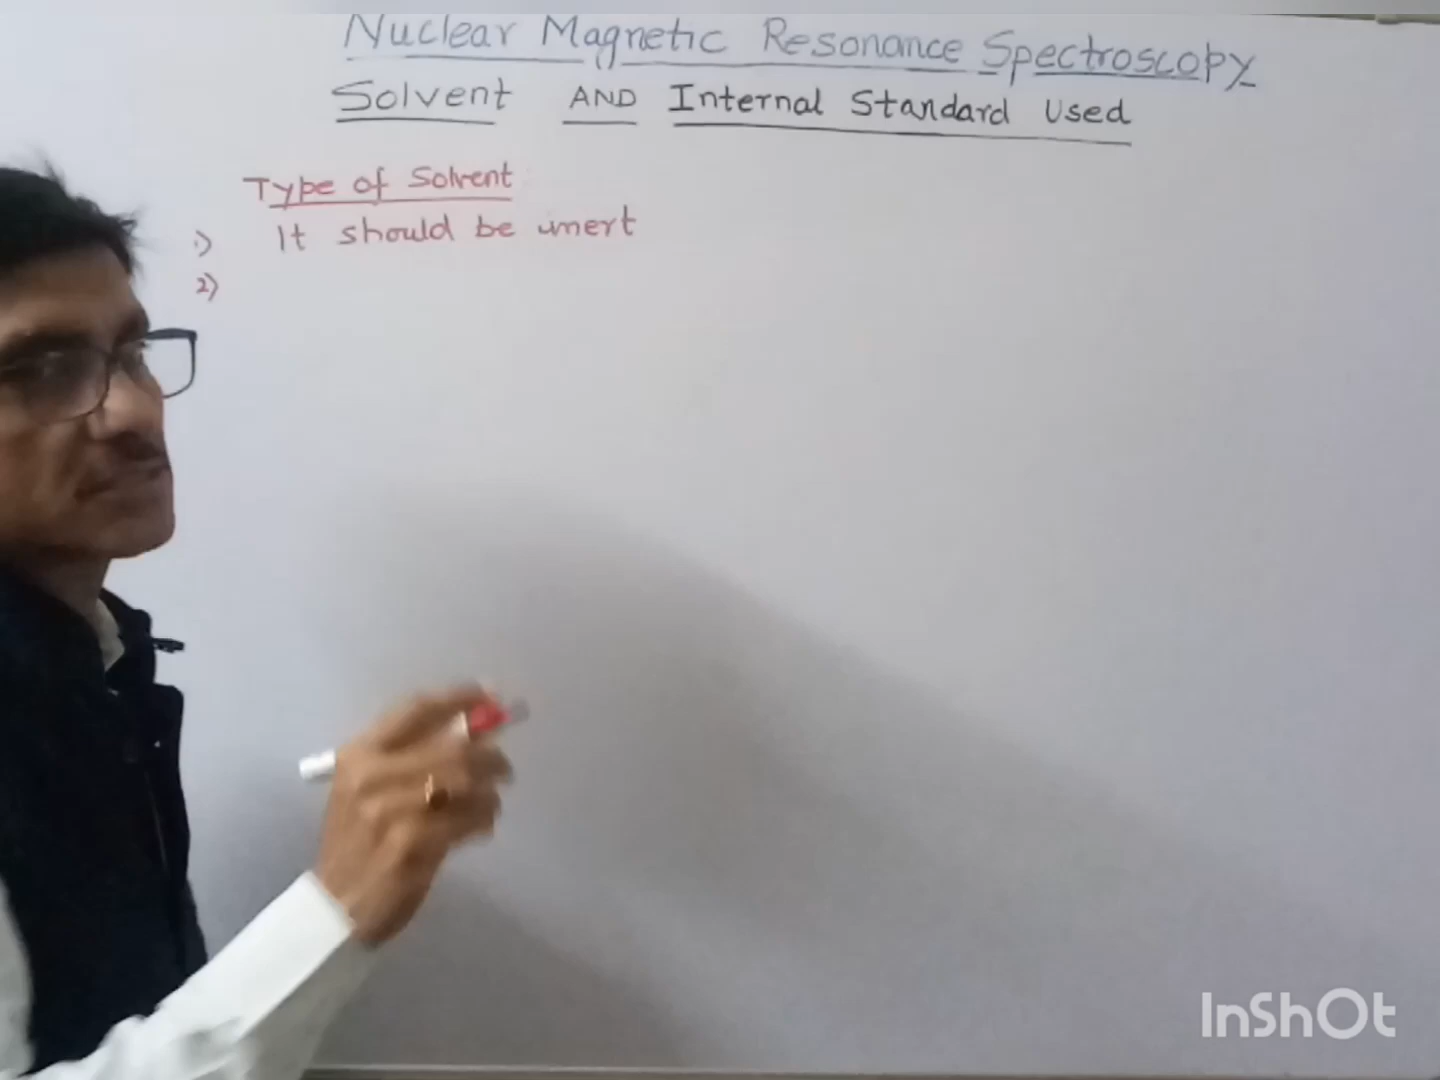 Nuclear Magnetic Resonance Spectroscopy
Solvent AND Internal Standard Used
Type of Solvent
1) It should be inert
2)
InShOt